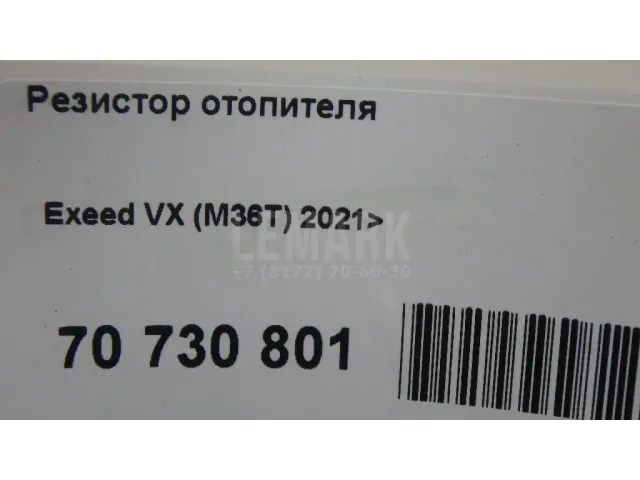 Резистор отопителя
Exeed VX (M36T) 2021>
LEMARK
+7 (8172) 70-60-30
70 730 801